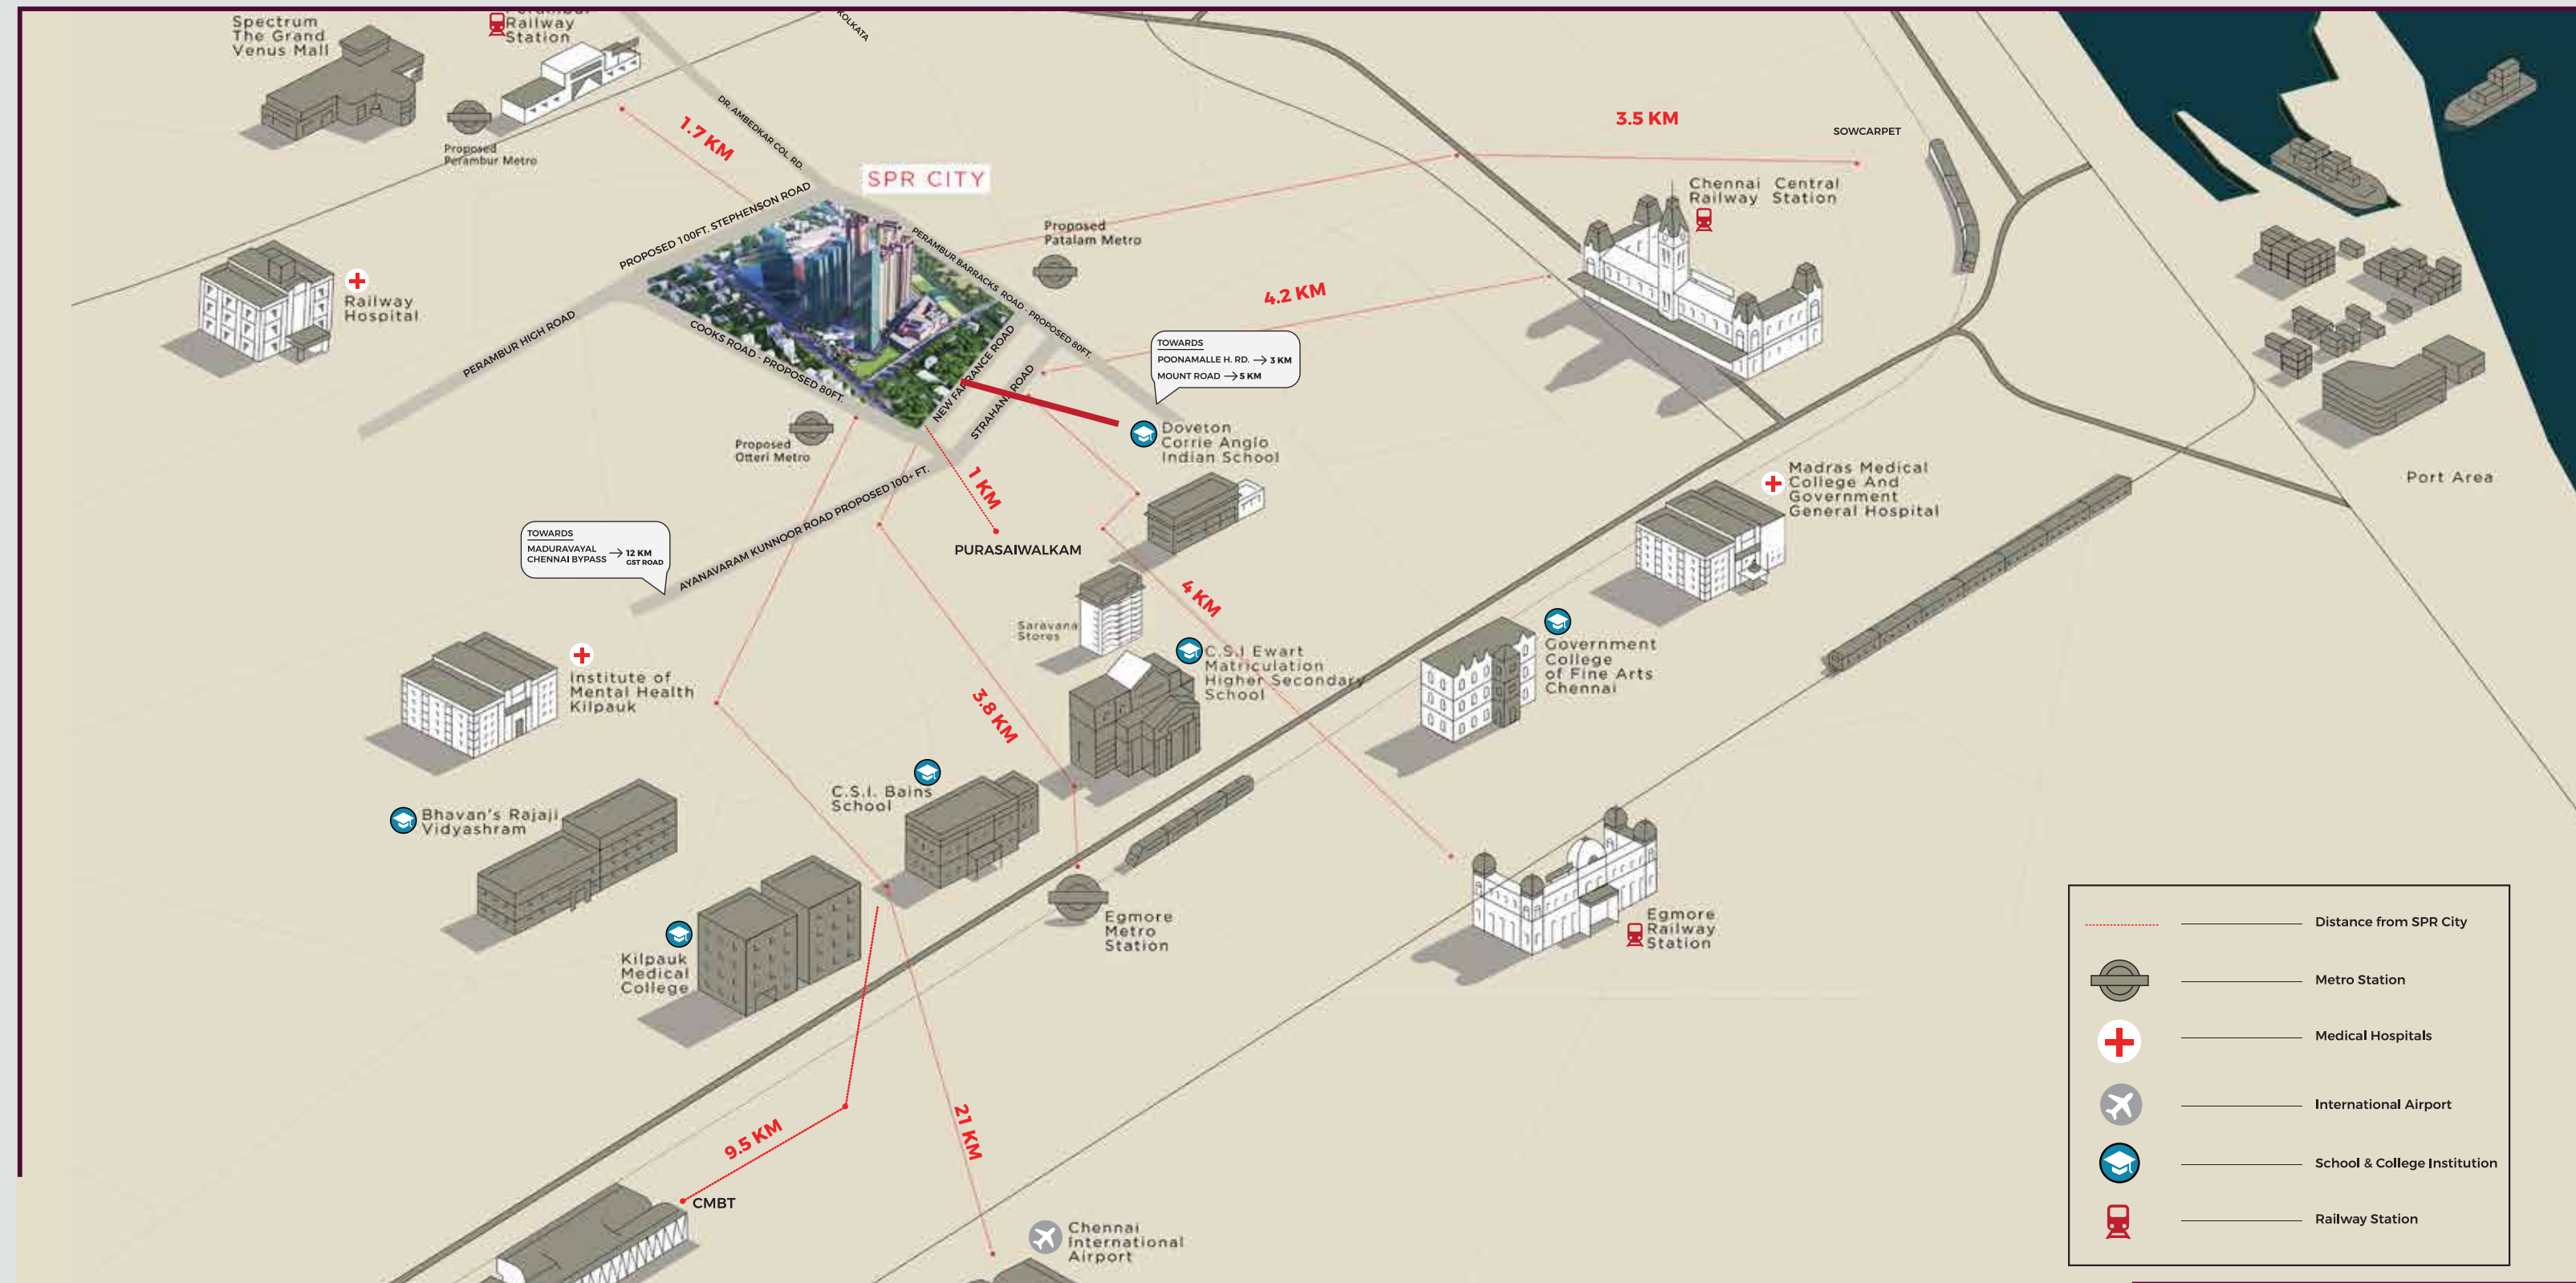 Spectrum
The Grand
Venus Mall
Railway
Station
Proposed
Perambur Metro
KOLKATA
DR. AMBEDKAR COL. RD.
1.7 KM
SPR CITY
3.5 KM
SOWCARPET
Chennai Central
Railway Station
PROPOSED 100FT. STEPHENSON ROAD
Proposed
Patalam Metro
PERAMBUR BARRACKS ROAD - PROPOSED 80FT.
4.2 KM
Railway
Hospital
PERAMBUR HIGH ROAD
COOKS ROAD - PROPOSED 80FT.
NEW FARRANCE ROAD
STRAHANS ROAD
TOWARDS
POONAMALLE H. RD. → 3 KM
MOUNT ROAD → 5 KM
Proposed
Otteri Metro
Doveton
Corrie Anglo
Indian School
1 KM
PURASAIWALKAM
AYANAVARAM KUNNOOR ROAD PROPOSED 100+ FT.
TOWARDS
MADURAVAYAL
CHENNAI BYPASS → 12 KM
GST ROAD
Madras Medical
College And
Government
General Hospital
Port Area
4 KM
Saravana
Stores
C.S.I Ewart
Matriculation
Higher Secondary
School
Government
College
of Fine Arts
Chennai
Institute of
Mental Health
Kilpauk
3.8 KM
C.S.I. Bains
School
Bhavan's Rajaji
Vidyashram
Kilpauk
Medical
College
Egmore
Metro
Station
Egmore
Railway
Station
9.5 KM
21 KM
CMBT
Chennai
International
Airport
Distance from SPR City
Metro Station
Medical Hospitals
International Airport
School & College Institution
Railway Station